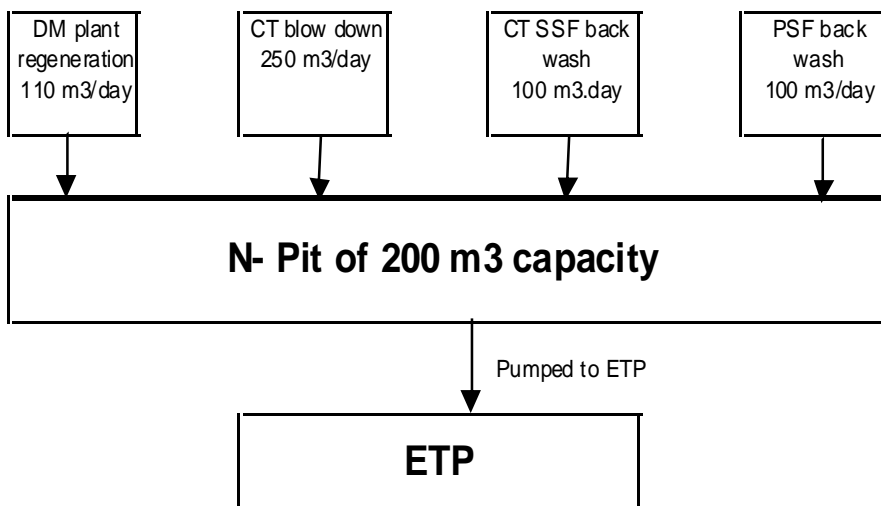 DM plant
regeneration
110 m3/day
CT blow down
250 m3/day
CT SSF back
wash
100 m3.day
PSF back
wash
100 m3/day
N- Pit of 200 m3 capacity
Pumped to ETP
ETP